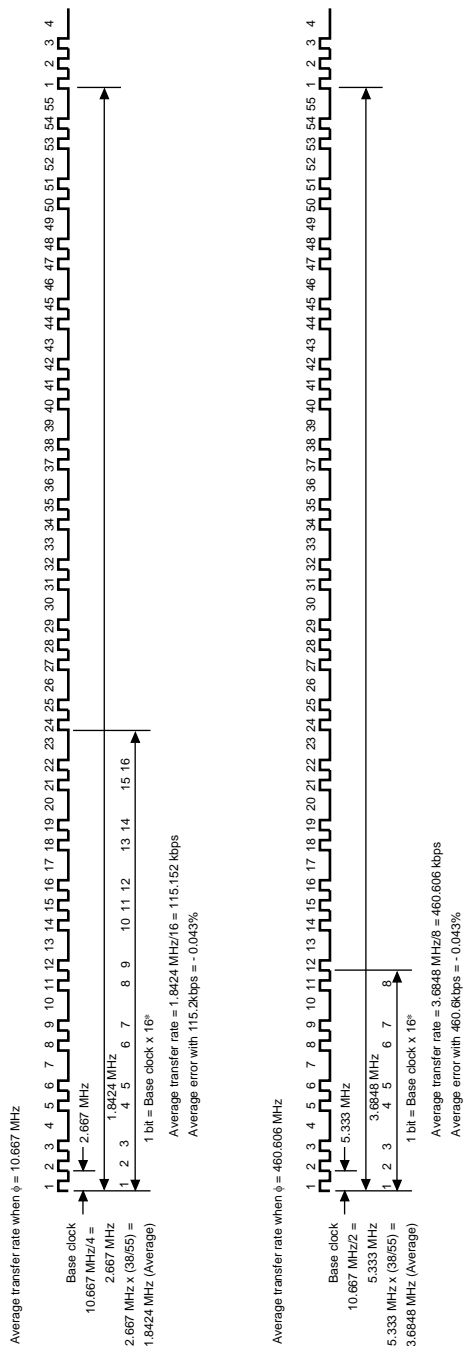 Average transfer rate when ϕ = 10.667 MHz
1 2 3 4 5 6 7 8 9 10 11 12 13 14 15 16 17 18 19 20 21 22 23 24 25 26 27 28 29 30 31 32 33 34 35 36 37 38 39 40 41 42 43 44 45 46 47 48 49 50 51 52 53 54 55 1 2 3 4
Base clock
10.667 MHz/4 =
2.667 MHz
2.667 MHz x (38/55) =
1.8424 MHz (Average)
2.667 MHz
1.8424 MHz
1 2 3 4 5 6 7 8 9 10 11 12 13 14 15 16
1 bit = Base clock x 16*
Average transfer rate = 1.8424 MHz/16 = 115.152 kbps
Average error with 115.2kbps = - 0.043%
Average transfer rate when ϕ = 460.606 MHz
1 2 3 4 5 6 7 8 9 10 11 12 13 14 15 16 17 18 19 20 21 22 23 24 25 26 27 28 29 30 31 32 33 34 35 36 37 38 39 40 41 42 43 44 45 46 47 48 49 50 51 52 53 54 55 1 2 3 4
Base clock
10.667 MHz/2 =
5.333 MHz
5.333 MHz x (38/55) =
3.6848 MHz (Average)
5.333 MHz
3.6848 MHz
1 2 3 4 5 6 7 8
1 bit = Base clock x 16*
Average transfer rate = 3.6848 MHz/8 = 460.606 kbps
Average error with 460.6kbps = - 0.043%